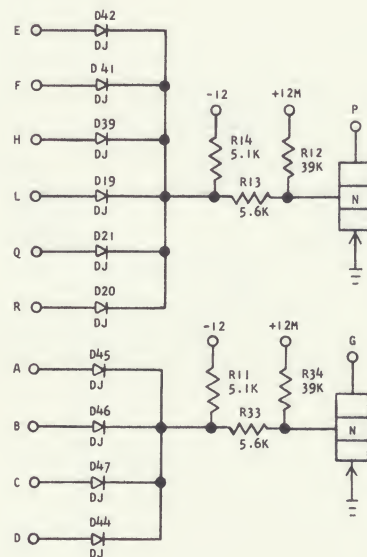 D42
E
DJ
D41
F
DJ
-12
+12M
P
D39
H
DJ
R14
5.1K
R12
39K
D19
L
DJ
R13
5.6K
N
D21
Q
DJ
D20
R
DJ
-12
+12M
G
D45
A
DJ
R11
5.1K
R34
39K
D46
B
DJ
R33
5.6K
N
D47
C
DJ
D44
D
DJ